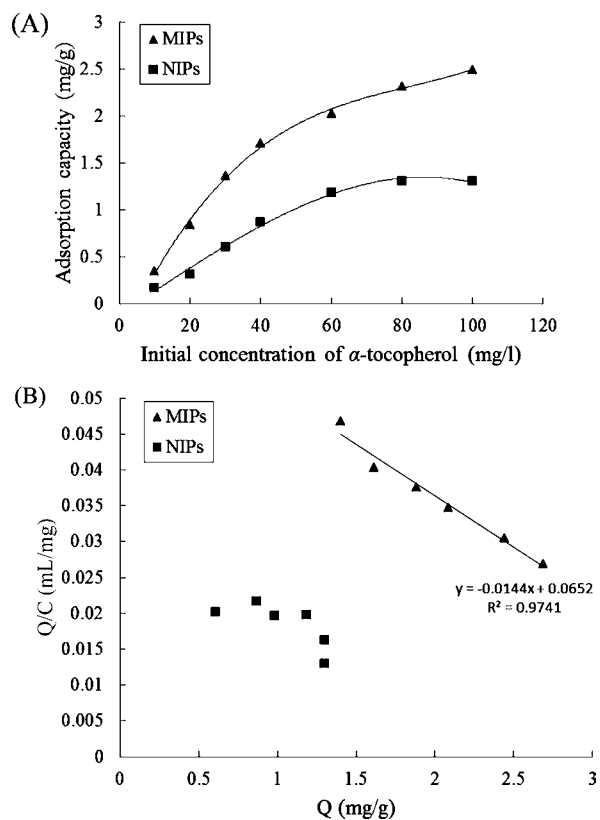 (A)
3
2.5
2
1.5
1
0.5
0
Adsorption capacity (mg/g)
MIPs
NIPs
0 20 40 60 80 100 120
Initial concentration of α-tocopherol (mg/l)
(B)
0.05
0.045
0.04
0.035
0.03
0.025
0.02
0.015
0.01
0.005
0
Q/C (mL/mg)
MIPs
NIPs
y = -0.0144x + 0.0652
R² = 0.9741
0 0.5 1 1.5 2 2.5 3
Q (mg/g)